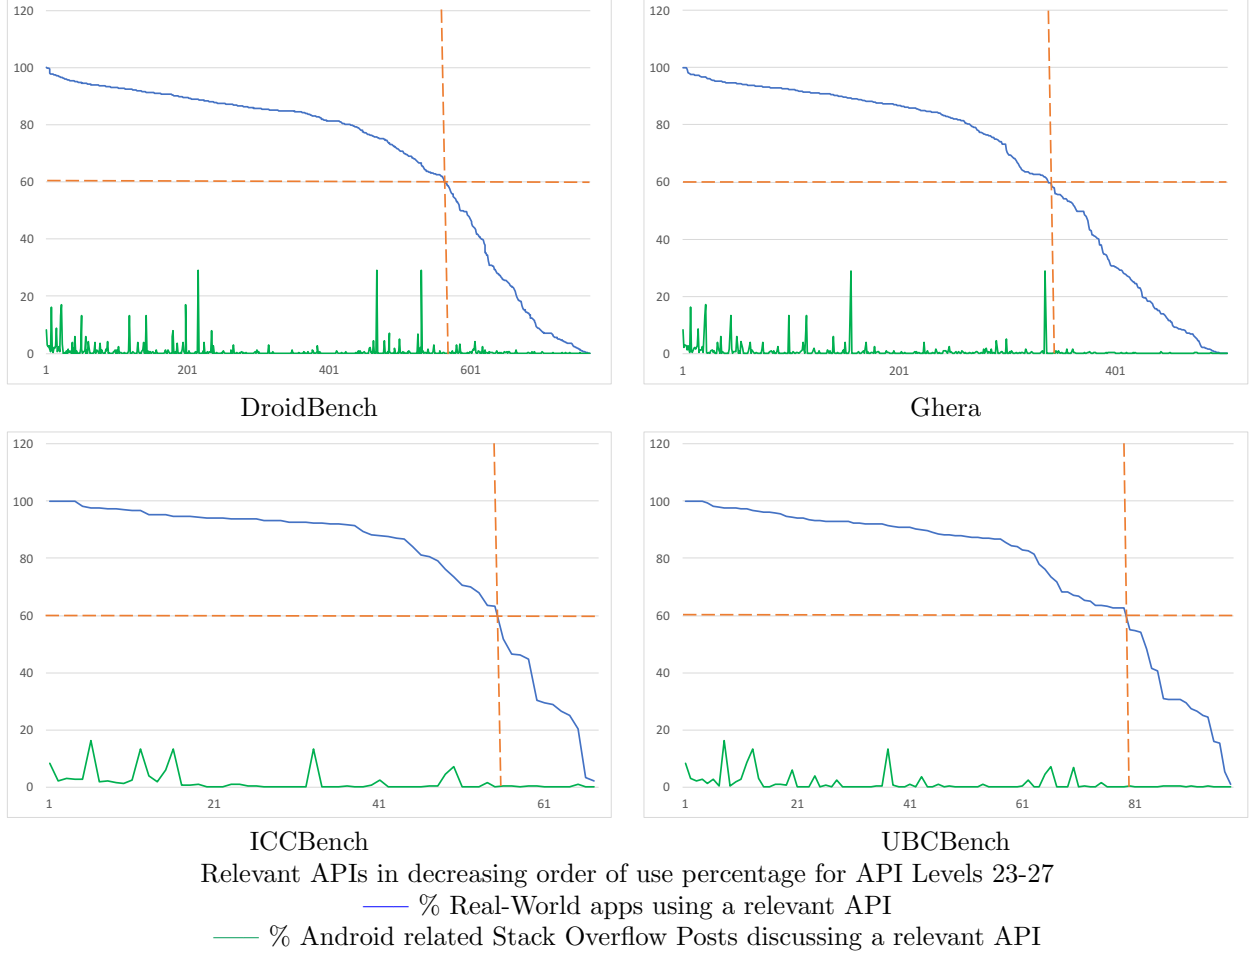 120
100
80
60
40
20
0
1 201 401 601
DroidBench
120
100
80
60
40
20
0
1 201 401
Ghera
120
100
80
60
40
20
0
1 21 41 61
ICCBench
120
100
80
60
40
20
0
1 21 41 61 81
UBCBench
Relevant APIs in decreasing order of use percentage for API Levels 23-27
% Real-World apps using a relevant API
% Android related Stack Overflow Posts discussing a relevant API